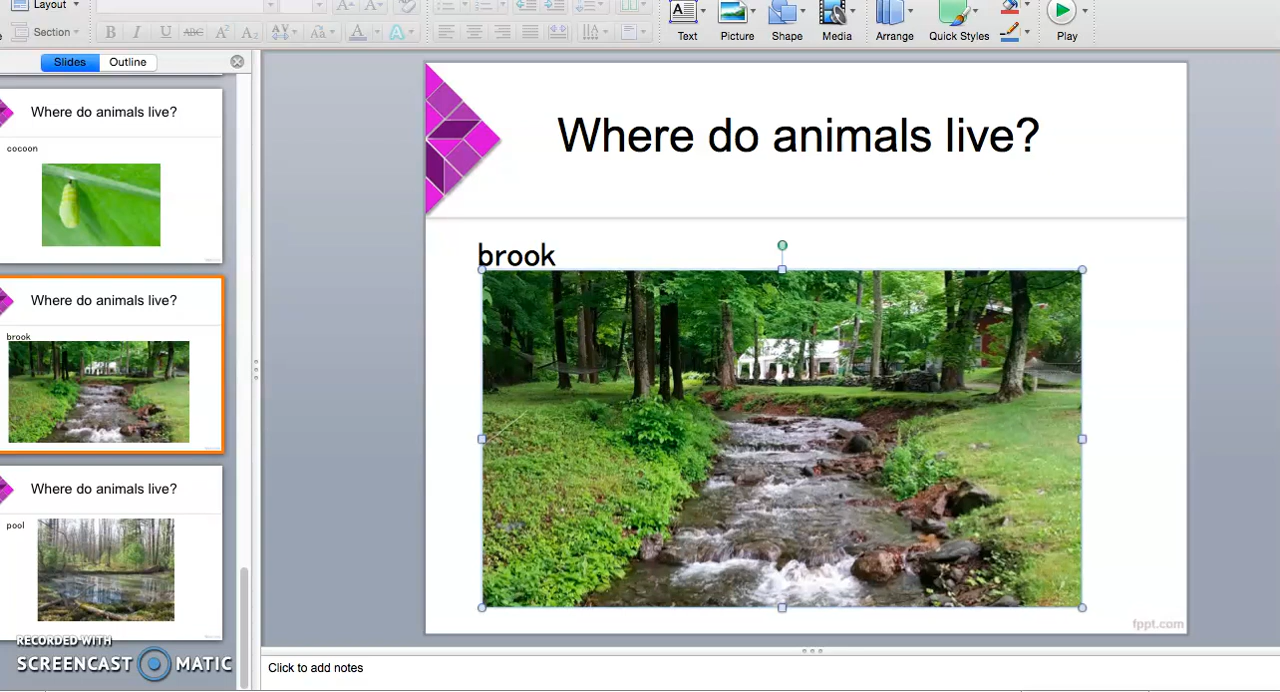 Layout
Section
B I U ABC A2 A2 AV Aa A A
Text Picture Shape Media Arrange Quick Styles Play
Slides Outline
Where do animals live?
cocoon
Where do animals live?
brook
Where do animals live?
pool
RECORDED WITH
SCREENCAST MATIC
Where do animals live?
brook
fppt.com
Click to add notes